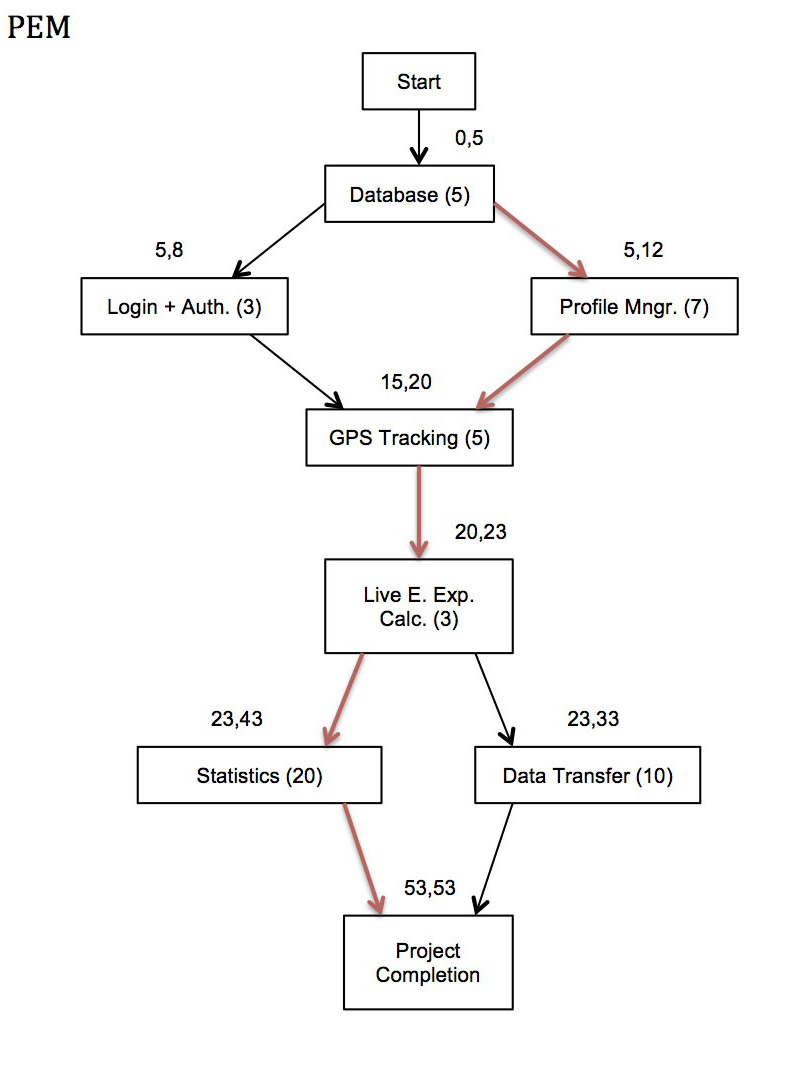 PEM
Start
0,5
Database (5)
5,8
5,12
Login + Auth. (3)
Profile Mngr. (7)
15,20
GPS Tracking (5)
20,23
Live E. Exp.
Calc. (3)
23,43
23,33
Statistics (20)
Data Transfer (10)
53,53
Project
Completion